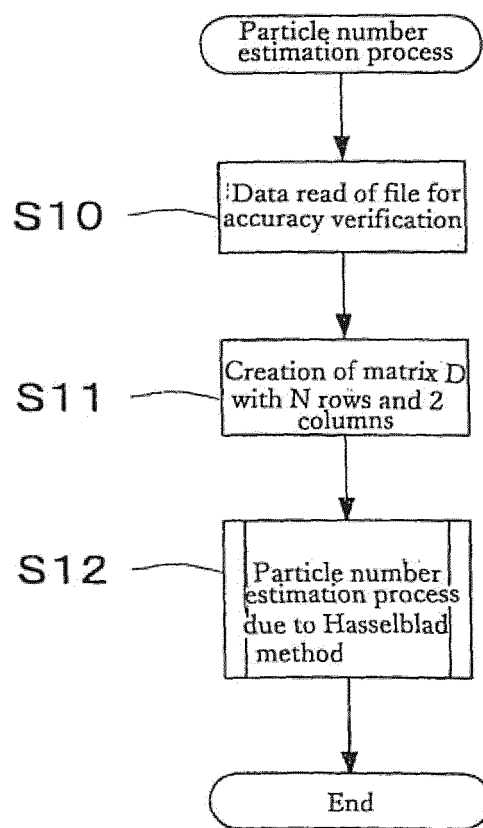 Particle number
estimation process
S10
Data read of file for
accuracy verification
S11
Creation of matrix D
with N rows and 2
columns
S12
Particle number
estimation process
due to Hasselblad
method
End